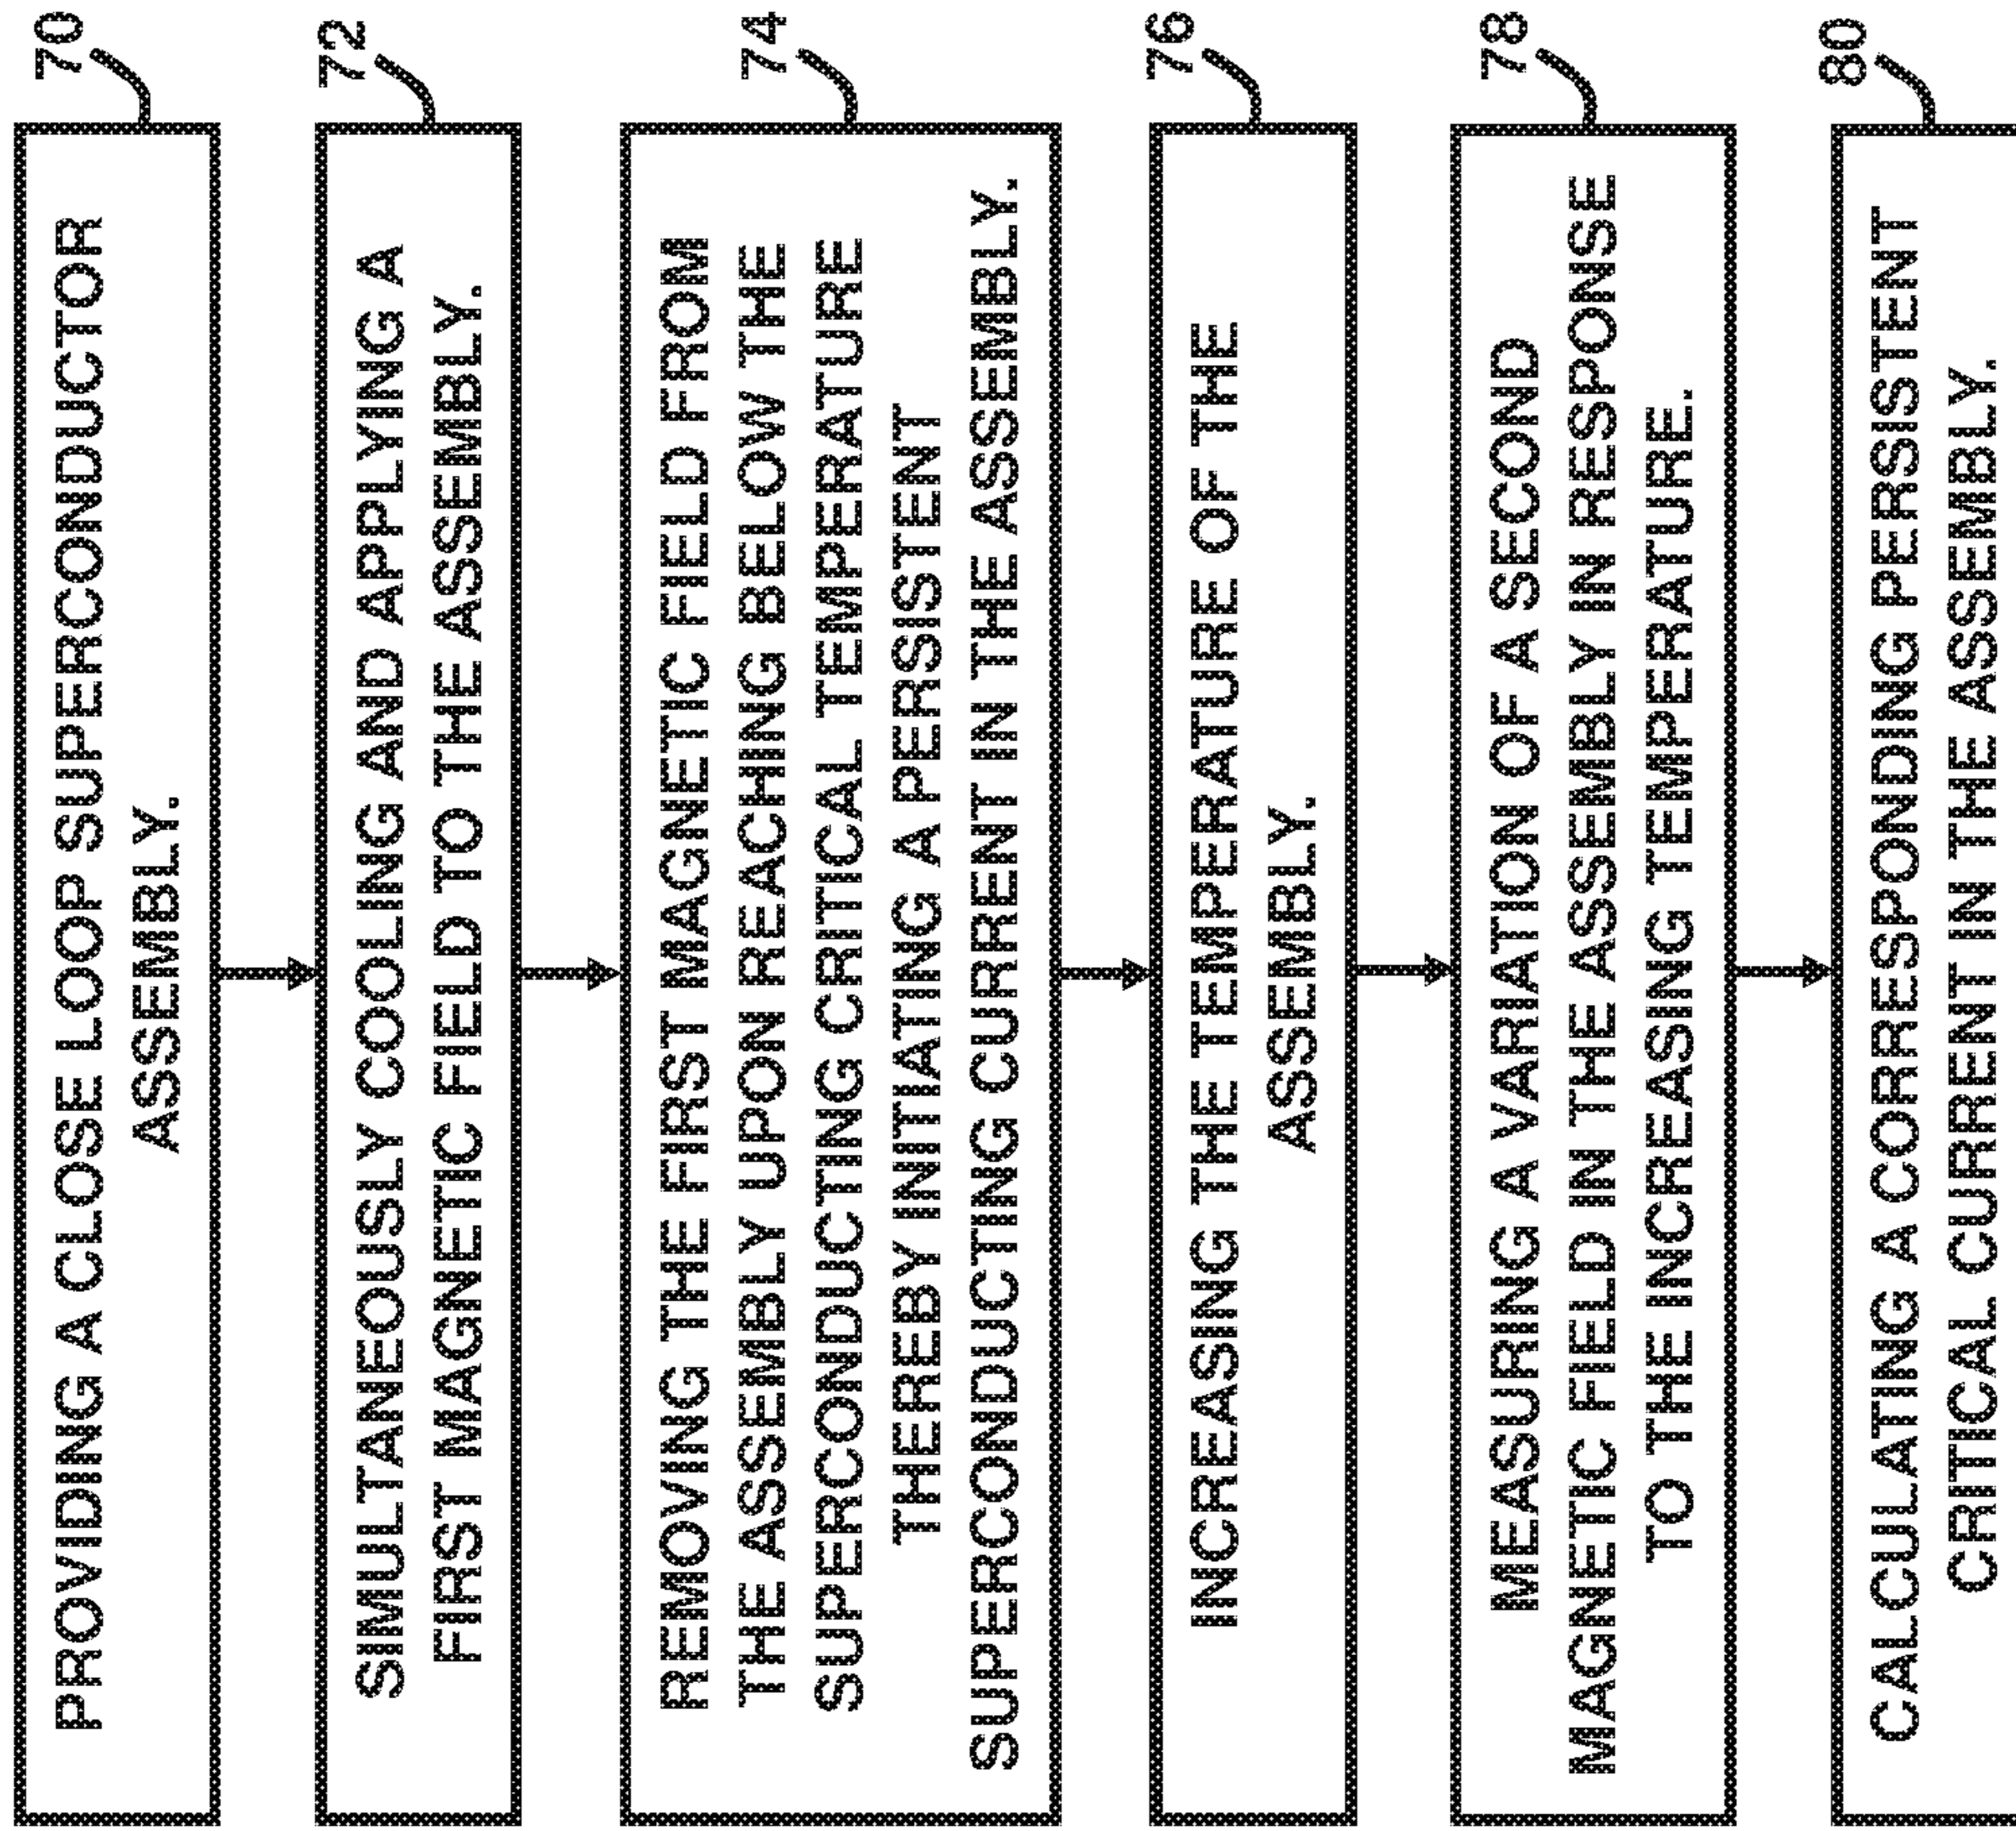 70
PROVIDING A CLOSE LOOP SUPERCONDUCTOR
ASSEMBLY.
72
SIMULTANEOUSLY COOLING AND APPLYING A
FIRST MAGNETIC FIELD TO THE ASSEMBLY.
74
REMOVING THE FIRST MAGNETIC FIELD FROM
THE ASSEMBLY UPON REACHING BELOW THE
SUPERCONDUCTING CRITICAL TEMPERATURE
THEREBY INITIATING A PERSISTENT
SUPERCONDUCTING CURRENT IN THE ASSEMBLY.
76
INCREASING THE TEMPERATURE OF THE
ASSEMBLY.
78
MEASURING A VARIATION OF A SECOND
MAGNETIC FIELD IN THE ASSEMBLY IN RESPONSE
TO THE INCREASING TEMPERATURE.
80
CALCULATING A CORRESPONDING PERSISTENT
CRITICAL CURRENT IN THE ASSEMBLY.